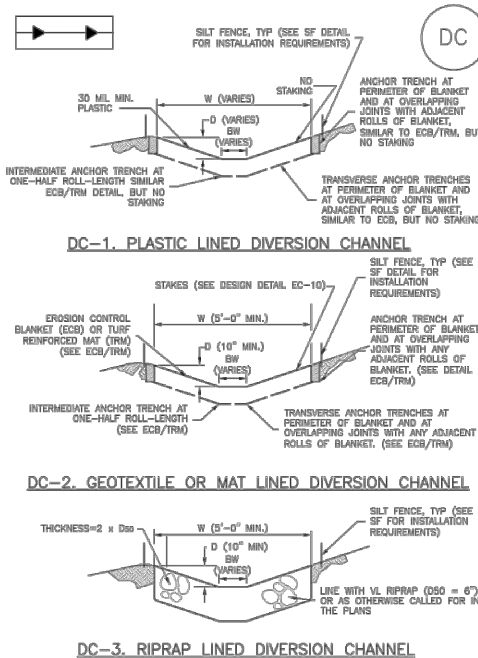 DC
SILT FENCE, TYP (SEE SF DETAIL
FOR INSTALLATION REQUIREMENTS)
NO
STAKING
ANCHOR TRENCH AT
PERIMETER OF BLANKET
AND AT OVERLAPPING
JOINTS WITH ADJACENT
ROLLS OF BLANKET,
SIMILAR TO ECB/TRM, BUT
NO STAKING
30 MIL MIN.
PLASTIC
W (VARIES)
D (VARIES)
BW
(VARIES)
INTERMEDIATE ANCHOR TRENCH AT
ONE-HALF ROLL-LENGTH SIMILAR
ECB/TRM DETAIL, BUT NO
STAKING
TRANSVERSE ANCHOR TRENCHES
AT PERIMETER OF BLANKET AND
AT OVERLAPPING JOINTS WITH
ADJACENT ROLLS OF BLANKET,
SIMILAR TO ECB, BUT NO STAKING
DC-1. PLASTIC LINED DIVERSION CHANNEL
SILT FENCE, TYP (SEE
SF DETAIL FOR
INSTALLATION
REQUIREMENTS)
STAKES (SEE DESIGN DETAIL EC-10)
EROSION CONTROL
BLANKET (ECB) OR TURF
REINFORCED MAT (TRM)
(SEE ECB/TRM)
W (5'-0" MIN.)
D (10" MIN.)
BW
(VARIES)
ANCHOR TRENCH AT
PERIMETER OF BLANKET
AND AT OVERLAPPING
JOINTS WITH ANY
ADJACENT ROLLS OF
BLANKET. (SEE DETAIL
ECB/TRM)
INTERMEDIATE ANCHOR TRENCH AT
ONE-HALF ROLL-LENGTH
(SEE ECB/TRM)
TRANSVERSE ANCHOR TRENCHES AT
PERIMETER OF BLANKET AND AT
OVERLAPPING JOINTS WITH ANY ADJACENT
ROLLS OF BLANKET. (SEE ECB/TRM)
DC-2. GEOTEXTILE OR MAT LINED DIVERSION CHANNEL
THICKNESS=2 x D50
W (5'-0" MIN.)
D (10" MIN)
BW
(VARIES)
SILT FENCE, TYP (SEE
SF FOR INSTALLATION
REQUIREMENTS)
LINE WITH VL RIPRAP (D50 = 6")
OR AS OTHERWISE CALLED FOR IN
THE PLANS
DC-3. RIPRAP LINED DIVERSION CHANNEL